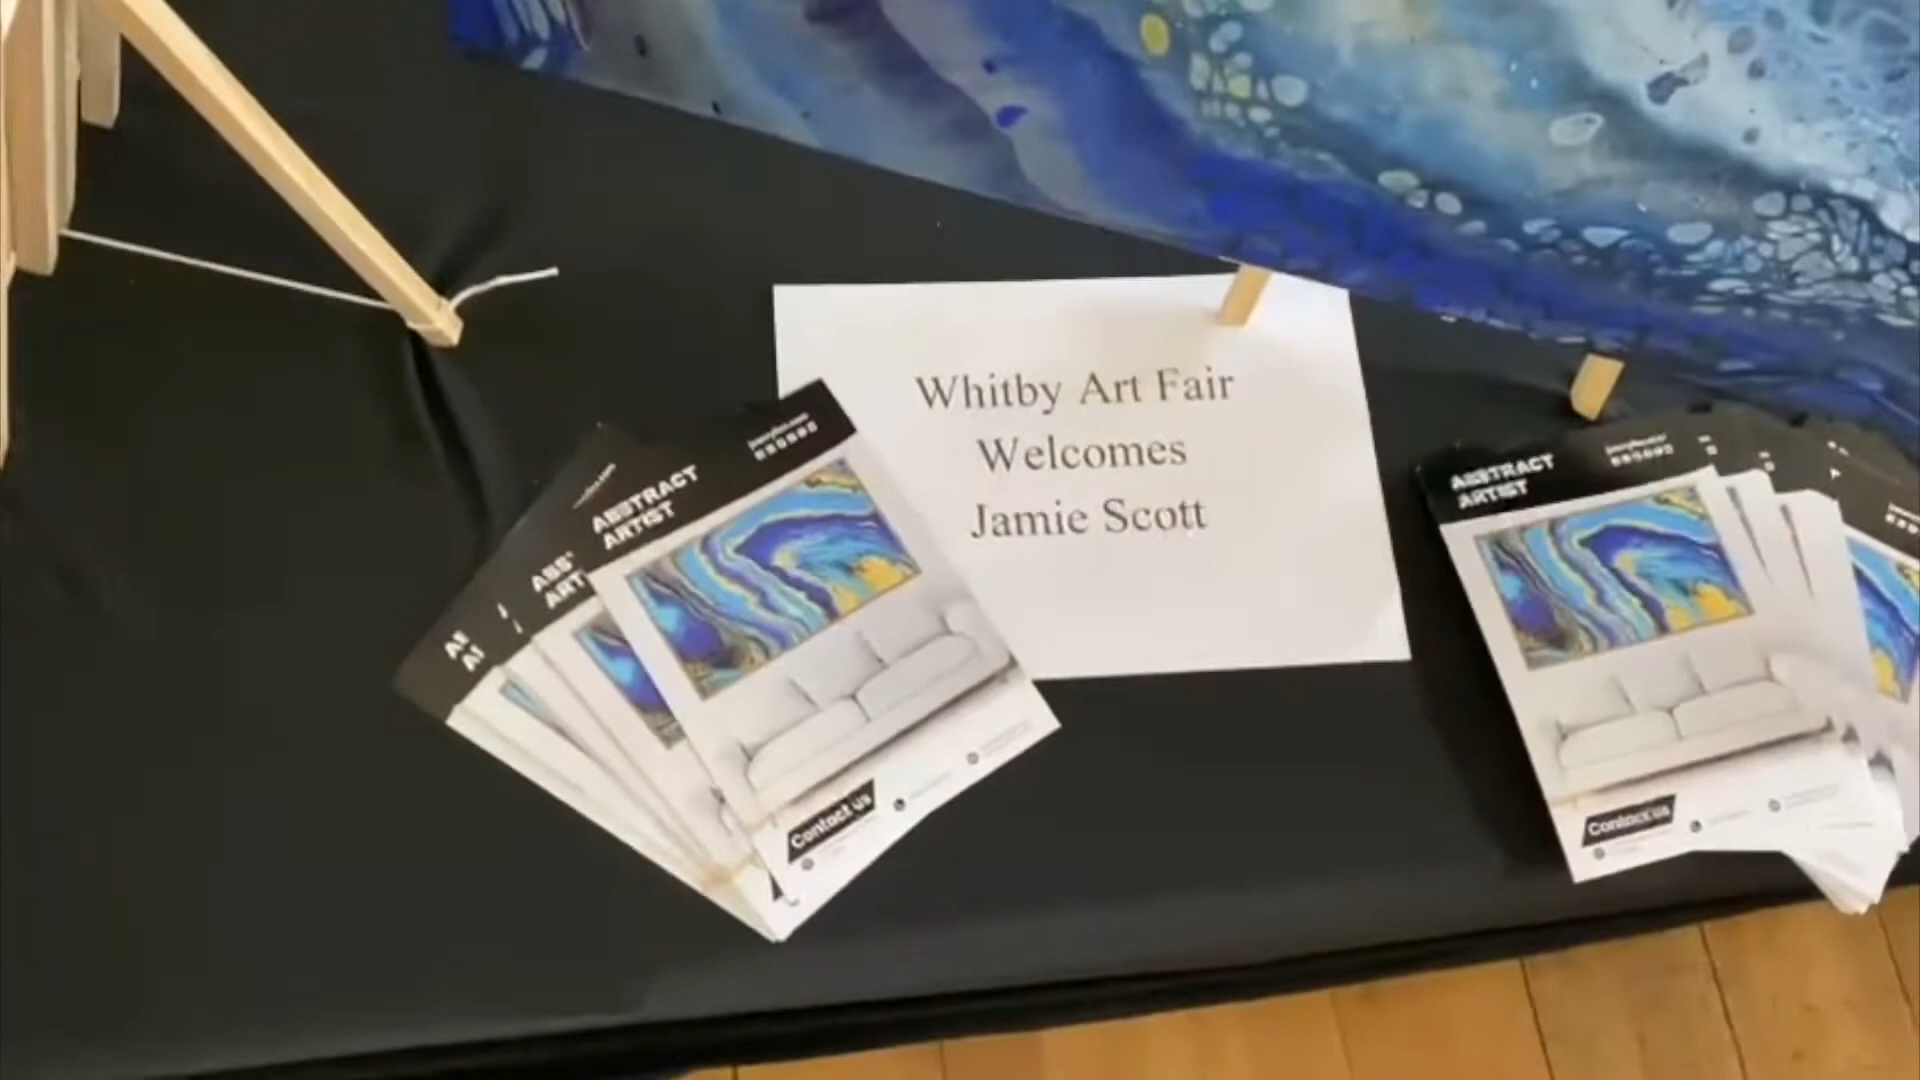 Whitby Art Fair
Welcomes
Jamie Scott
ABSTRACT
ARTIST
Contact us
ABSTRACT
ARTIST
Contact us